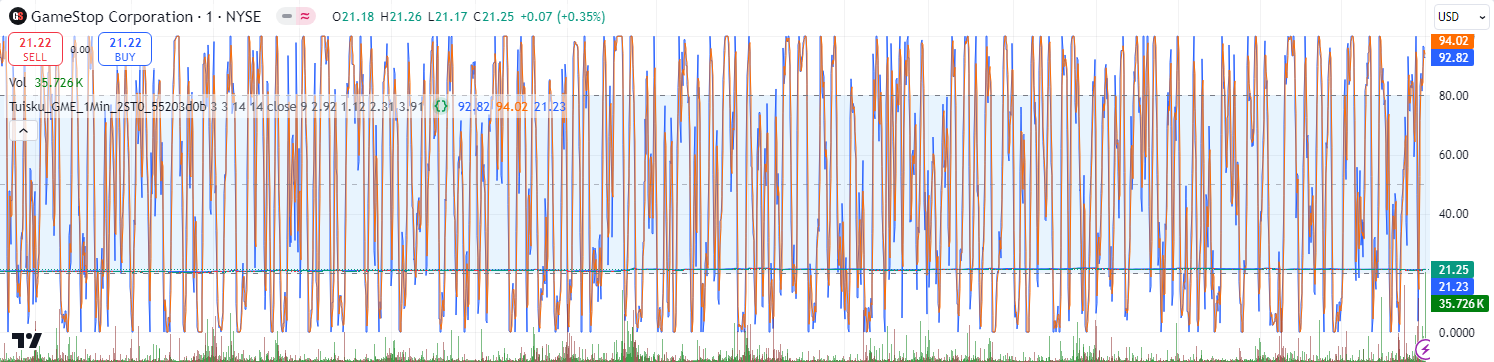 GameStop Corporation · 1 · NYSE O21.18 H21.26 L21.17 C21.25 +0.07 (+0.35%)
USD
21.22 0.00 21.22
SELL BUY
Vol 35.726K
Tuisku_GME_1Min_2ST0_55203d0b 3 3 14 14 close 9 2.92 1.12 2.31 3.91 {} 92.82 94.02 21.23
94.02
92.82
80.00
60.00
40.00
21.25
21.23
35.726K
0.0000